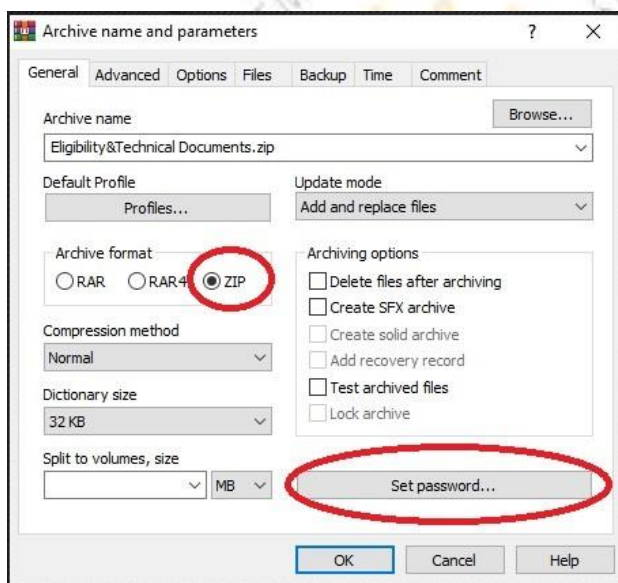 Archive name and parameters
? X
General Advanced Options Files Backup Time Comment
Archive name
Browse...
Eligibility&Technical Documents.zip
Default Profile
Profiles...
Update mode
Add and replace files
Archive format
RAR RAR4 ZIP
Compression method
Normal
Dictionary size
32 KB
Split to volumes, size
MB
Archiving options
Delete files after archiving
Create SFX archive
Create solid archive
Add recovery record
Test archived files
Lock archive
Set password...
OK Cancel Help